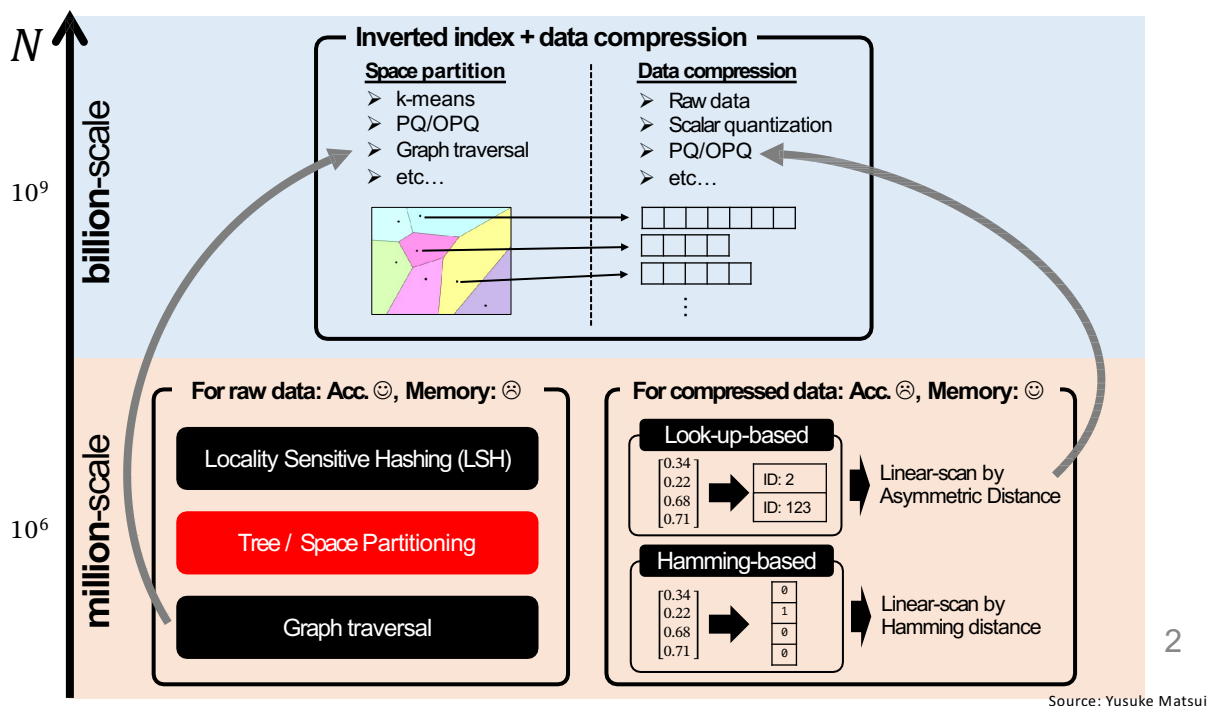 N
billion-scale
10⁹
million-scale
10⁶
Inverted index + data compression
Space partition
➢ k-means
➢ PQ/OPQ
➢ Graph traversal
➢ etc…
Data compression
➢ Raw data
➢ Scalar quantization
➢ PQ/OPQ
➢ etc…
⋮
For raw data: Acc. ☺, Memory: ☹
Locality Sensitive Hashing (LSH)
Tree / Space Partitioning
Graph traversal
For compressed data: Acc. ☹, Memory: ☺
Look-up-based
0.34
0.22
0.68
0.71
ID: 2
ID: 123
Linear-scan by
Asymmetric Distance
Hamming-based
0.34
0.22
0.68
0.71
0
1
0
0
Linear-scan by
Hamming distance
2
Source: Yusuke Matsui